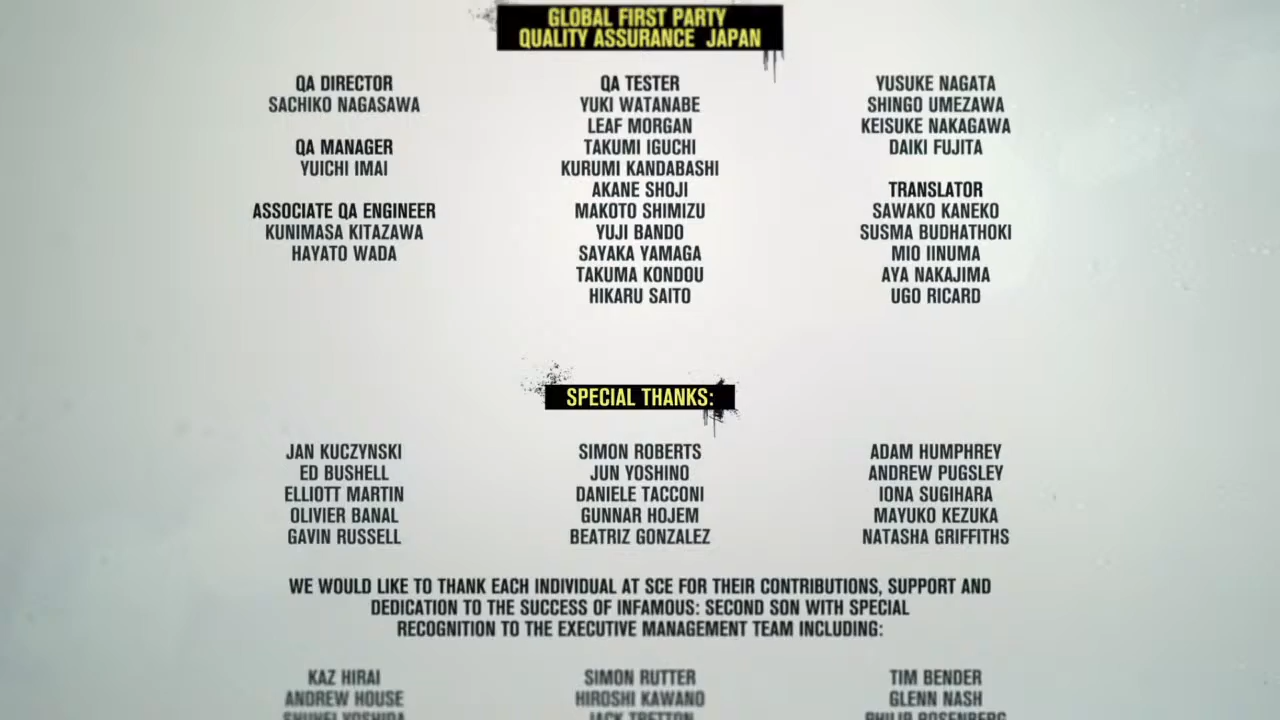 GLOBAL FIRST PARTY
QUALITY ASSURANCE JAPAN
QA DIRECTOR
SACHIKO NAGASAWA
QA MANAGER
YUICHI IMAI
ASSOCIATE QA ENGINEER
KUNIMASA KITAZAWA
HAYATO WADA
QA TESTER
YUKI WATANABE
LEAF MORGAN
TAKUMI IGUCHI
KURUMI KANDABASHI
AKANE SHOJI
MAKOTO SHIMIZU
YUJI BANDO
SAYAKA YAMAGA
TAKUMA KONDOU
HIKARU SAITO
YUSUKE NAGATA
SHINGO UMEZAWA
KEISUKE NAKAGAWA
DAIKI FUJITA
TRANSLATOR
SAWAKO KANEKO
SUSMA BUDHATHOKI
MIO IINUMA
AYA NAKAJIMA
UGO RICARD
SPECIAL THANKS:
JAN KUCZYNSKI
ED BUSHELL
ELLIOTT MARTIN
OLIVIER BANAL
GAVIN RUSSELL
SIMON ROBERTS
JUN YOSHINO
DANIELE TACCONI
GUNNAR HOJEM
BEATRIZ GONZALEZ
ADAM HUMPHREY
ANDREW PUGSLEY
IONA SUGIHARA
MAYUKO KEZUKA
NATASHA GRIFFITHS
WE WOULD LIKE TO THANK EACH INDIVIDUAL AT SCE FOR THEIR CONTRIBUTIONS, SUPPORT AND
DEDICATION TO THE SUCCESS OF INFAMOUS: SECOND SON WITH SPECIAL
RECOGNITION TO THE EXECUTIVE MANAGEMENT TEAM INCLUDING:
KAZ HIRAI
ANDREW HOUSE
SHUHEI YOSHIDA
SIMON RUTTER
HIROSHI KAWANO
JACK TRETTON
TIM BENDER
GLENN NASH
PHILIP ROSENBERG